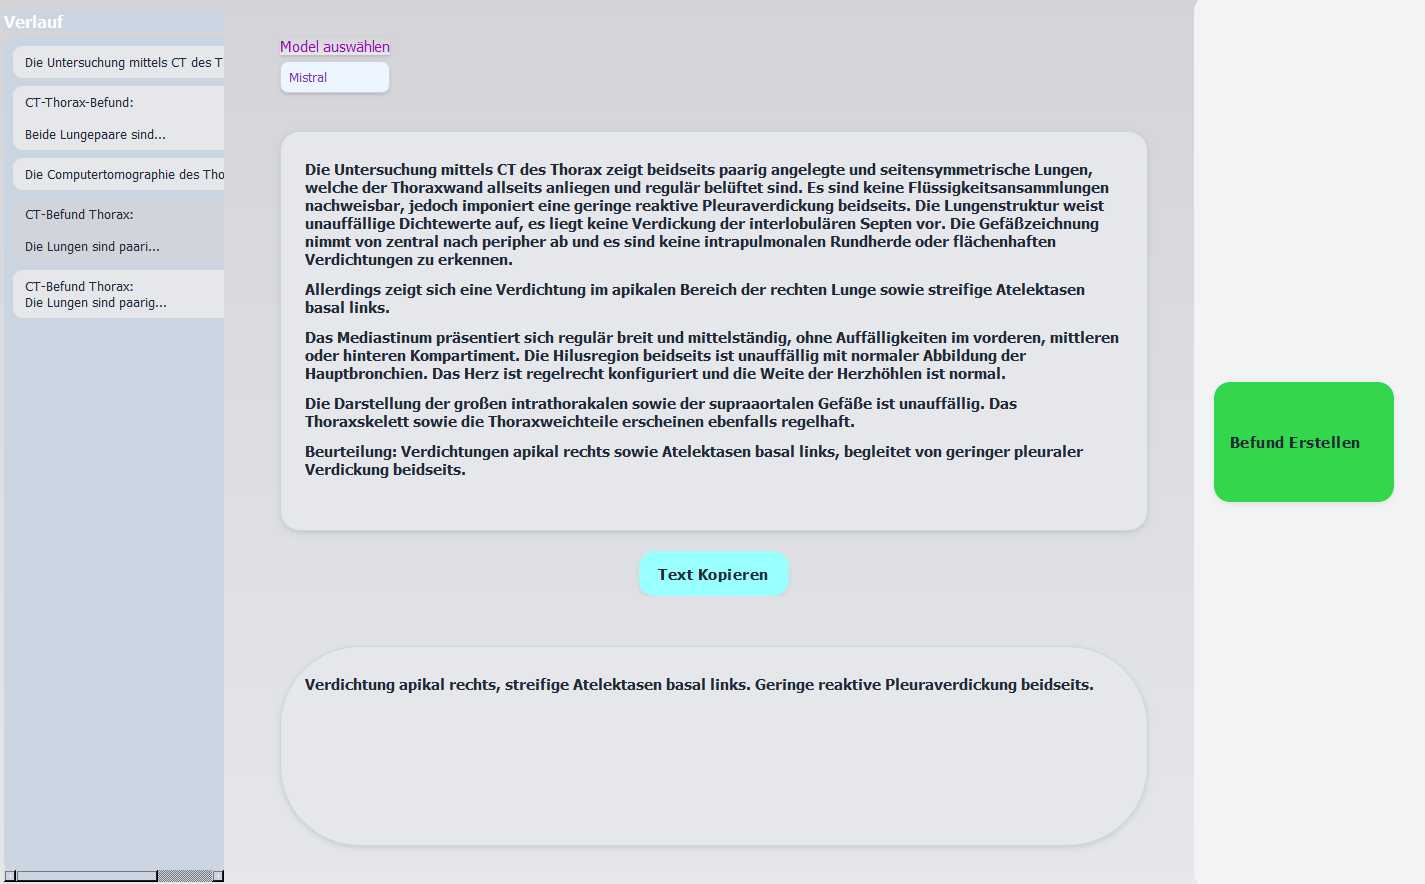 Verlauf
Die Untersuchung mittels CT des T
CT-Thorax-Befund:
Beide Lungepaare sind...
Die Computertomographie des Tho
CT-Befund Thorax:
Die Lungen sind paari...
CT-Befund Thorax:
Die Lungen sind paarig...
Model auswählen
Mistral
Die Untersuchung mittels CT des Thorax zeigt beidseits paarig angelegte und seitensymmetrische Lungen,
welche der Thoraxwand allseits anliegen und regulär belüftet sind. Es sind keine Flüssigkeitsansammlungen
nachweisbar, jedoch imponiert eine geringe reaktive Pleuraverdickung beidseits. Die Lungenstruktur weist
unauffällige Dichtewerte auf, es liegt keine Verdickung der interlobulären Septen vor. Die Gefäßzeichnung
nimmt von zentral nach peripher ab und es sind keine intrapulmonalen Rundherde oder flächenhaften
Verdichtungen zu erkennen.
Allerdings zeigt sich eine Verdichtung im apikalen Bereich der rechten Lunge sowie streifige Atelektasen
basal links.
Das Mediastinum präsentiert sich regulär breit und mittelständig, ohne Auffälligkeiten im vorderen, mittleren
oder hinteren Kompartiment. Die Hilusregion beidseits ist unauffällig mit normaler Abbildung der
Hauptbronchien. Das Herz ist regelrecht konfiguriert und die Weite der Herzhöhlen ist normal.
Die Darstellung der großen intrathorakalen sowie der supraaortalen Gefäße ist unauffällig. Das
Thoraxskelett sowie die Thoraxweichteile erscheinen ebenfalls regelhaft.
Beurteilung: Verdichtungen apikal rechts sowie Atelektasen basal links, begleitet von geringer pleuraler
Verdickung beidseits.
Text Kopieren
Verdichtung apikal rechts, streifige Atelektasen basal links. Geringe reaktive Pleuraverdickung beidseits.
Befund Erstellen